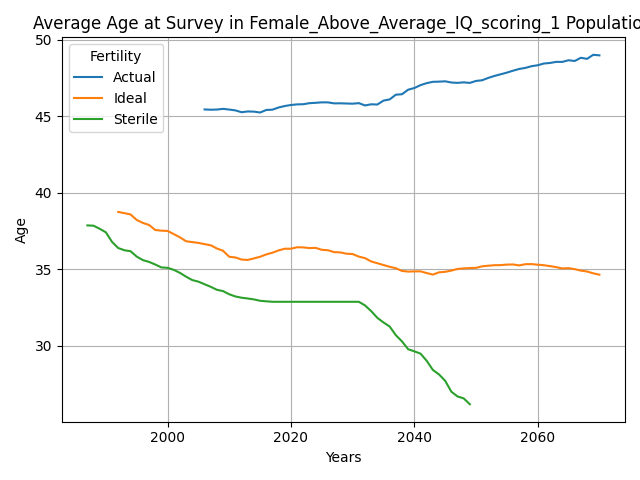 Average Age at Survey in Female_Above_Average_IQ_scoring_1 Populatio
Fertility
Actual
Ideal
Sterile
50
45
40
35
30
Age
2000
2020
2040
2060
Years